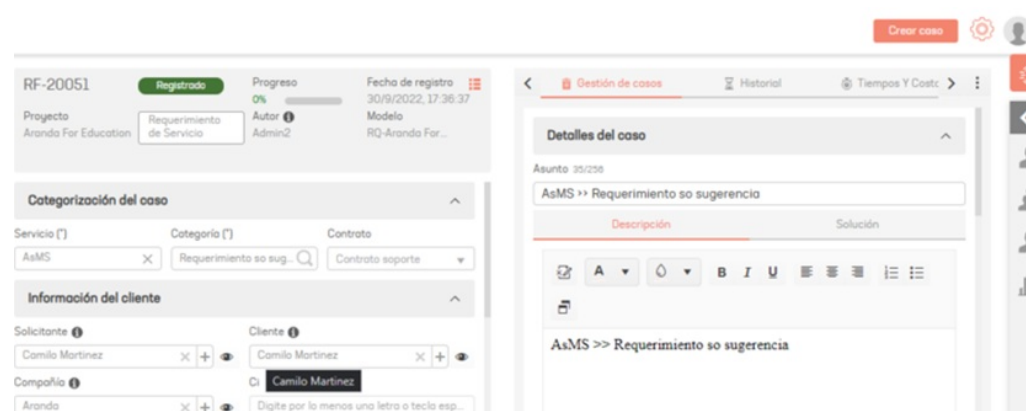 Crear caso
RF-20051
Registrado
Progreso
0%
Fecha de registro
30/9/2022, 17:36:37
Proyecto
Aranda For Education
Requerimiento
de Servicio
Autor
Admin2
Modelo
RQ-Aranda For...
Categorización del caso
Servicio (*)
Categoría (*)
Contrato
AsMS
Requerimiento so sug...
Contrato soporte
Información del cliente
Solicitante
Cliente
Camilo Martinez
Camilo Martinez
Compañía
Ci
Camilo Martinez
Aranda
Digite por lo menos una letra o tecla esp...
Gestión de casos
Historial
Tiempos Y Costc
Detalles del caso
Asunto 35/256
AsMS >> Requerimiento so sugerencia
Descripción
Solución
A
B I U
AsMS >> Requerimiento so sugerencia